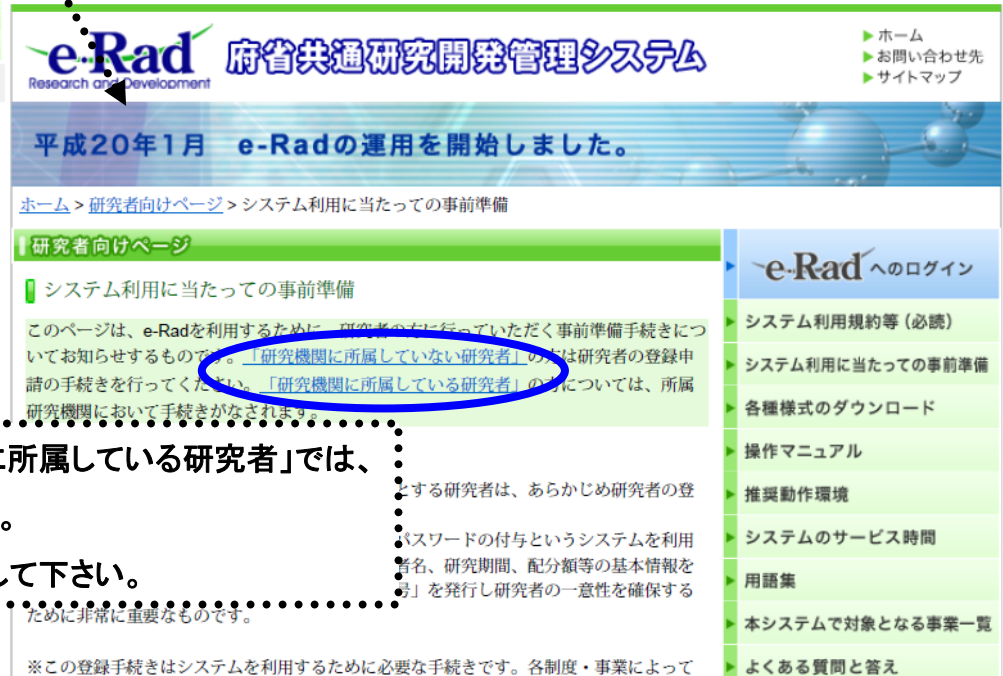 e-Rad
Research and Development
府省共通研究開発管理システム
ホーム
お問い合わせ先
サイトマップ
平成20年1月 e-Radの運用を開始しました。
ホーム > 研究者向けページ > システム利用に当たっての事前準備
研究者向けページ
システム利用に当たっての事前準備
このページは、e-Radを利用するために、研究者の方に行っていただく事前準備手続きにつ
いてお知らせするものです。「研究機関に所属していない研究者」の方は研究者の登録申
請の手続きを行ってください。「研究機関に所属している研究者」の方については、所属
研究機関において手続きがなされます。
に所属している研究者」では、
。
して下さい。
とする研究者は、あらかじめ研究者の登
パスワードの付与というシステムを利用
者名、研究期間、配分額等の基本情報を
号」を発行し研究者の一意性を確保する
ために非常に重要なものです。
※この登録手続きはシステムを利用するために必要な手続きです。各制度・事業によって
e-Rad へのログイン
システム利用規約等（必読）
システム利用に当たっての事前準備
各種様式のダウンロード
操作マニュアル
推奨動作環境
システムのサービス時間
用語集
本システムで対象となる事業一覧
よくある質問と答え